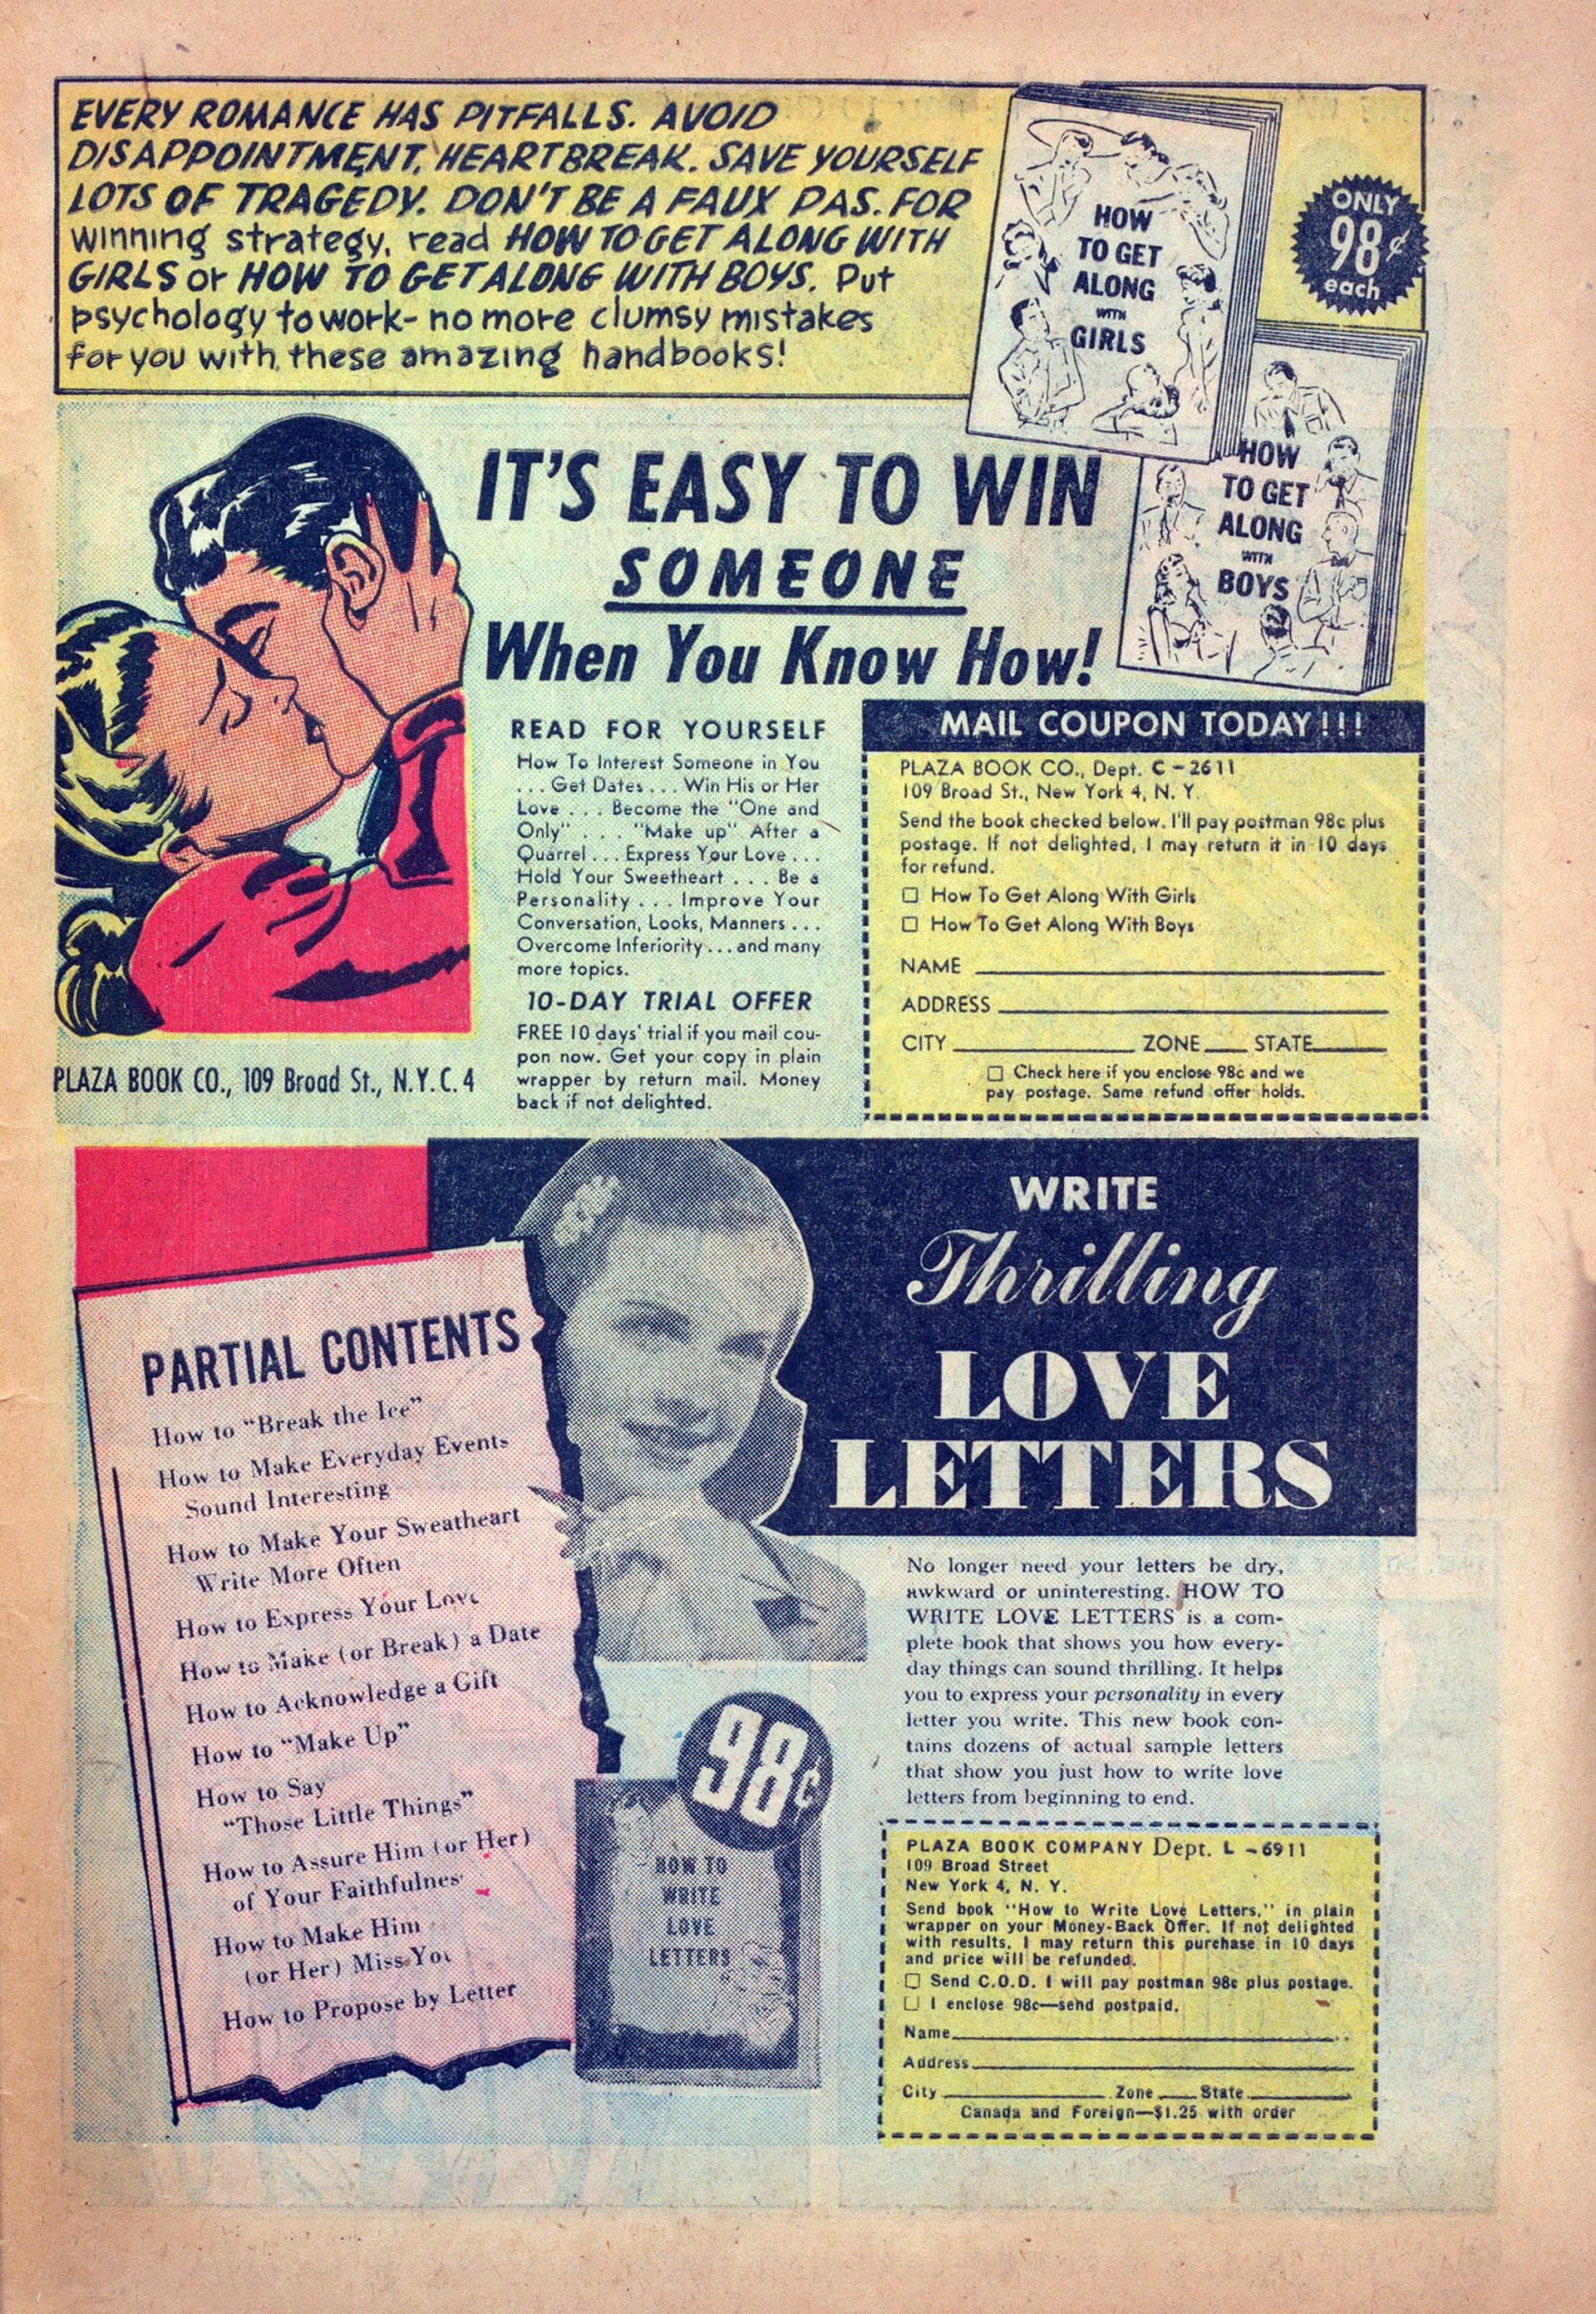 EVERY ROMANCE HAS PITFALLS. AVOID
DISAPPOINTMENT, HEARTBREAK. SAVE YOURSELF
LOTS OF TRAGEDY. DON'T BE A FAUX PAS. FOR
winning strategy, read HOW TO GET ALONG WITH
GIRLS or HOW TO GET ALONG WITH BOYS. Put
psychology to work- no more clumsy mistakes
for you with these amazing handbooks!
HOW
TO GET
ALONG
WITH
GIRLS
ONLY
98¢
each
HOW
TO GET
ALONG
WITH
BOYS
IT'S EASY TO WIN
SOMEONE
When You Know How!
READ FOR YOURSELF
How To Interest Someone in You
... Get Dates... Win His or Her
Love... Become the "One and
Only" ... "Make up" After a
Quarrel... Express Your Love...
Hold Your Sweetheart... Be a
Personality... Improve Your
Conversation, Looks, Manners...
Overcome Inferiority... and many
more topics.
10-DAY TRIAL OFFER
FREE 10 days' trial if you mail cou-
pon now. Get your copy in plain
wrapper by return mail. Money
back if not delighted.
PLAZA BOOK CO., 109 Broad St., N.Y.C. 4
MAIL COUPON TODAY!!!
PLAZA BOOK CO., Dept. C-2611
109 Broad St., New York 4, N. Y.
Send the book checked below. I'll pay postman 98c plus
postage. If not delighted, I may return it in 10 days
for refund.
☐ How To Get Along With Girls
☐ How To Get Along With Boys
NAME
ADDRESS
CITY ZONE STATE
☐ Check here if you enclose 98c and we
pay postage. Same refund offer holds.
WRITE
Thrilling
LOVE
LETTERS
PARTIAL CONTENTS
How to "Break the Ice"
How to Make Everyday Events
Sound Interesting
How to Make Your Sweatheart
Write More Often
How to Express Your Love
How to Make (or Break) a Date
How to Acknowledge a Gift
How to "Make Up"
How to Say
"Those Little Things"
How to Assure Him (or Her)
of Your Faithfulnes
How to Make Him
(or Her) Miss You
How to Propose by Letter
98¢
HOW TO
WRITE
LOVE
LETTERS
No longer need your letters be dry,
awkward or uninteresting. HOW TO
WRITE LOVE LETTERS is a com-
plete book that shows you how every-
day things can sound thrilling. It helps
you to express your personality in every
letter you write. This new book con-
tains dozens of actual sample letters
that show you just how to write love
letters from beginning to end.
PLAZA BOOK COMPANY Dept. L-6911
109 Broad Street
New York 4, N. Y.
Send book "How to Write Love Letters," in plain
wrapper on your Money-Back Offer. If not delighted
with results, I may return this purchase in 10 days
and price will be refunded.
☐ Send C.O.D. I will pay postman 98c plus postage.
☐ I enclose 98c—send postpaid.
Name
Address
City Zone State
Canada and Foreign—$1.25 with order